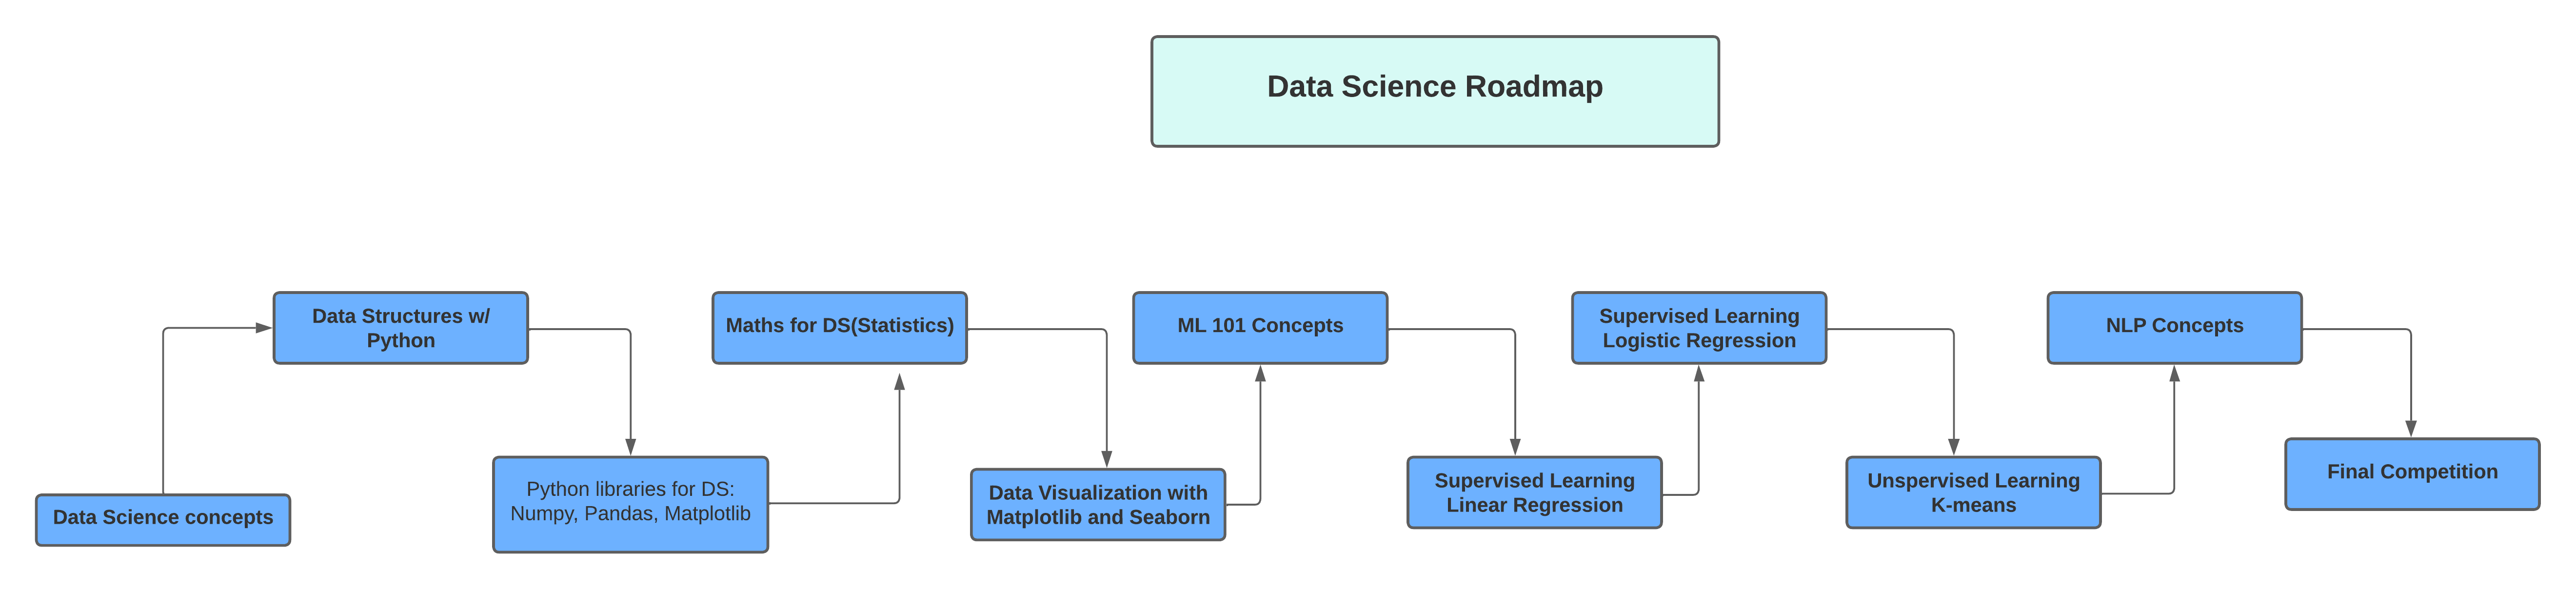 Data Science Roadmap
Data Science concepts
Data Structures w/
Python
Python libraries for DS:
Numpy, Pandas, Matplotlib
Maths for DS(Statistics)
Data Visualization with
Matplotlib and Seaborn
ML 101 Concepts
Supervised Learning
Linear Regression
Supervised Learning
Logistic Regression
Unspervised Learning
K-means
NLP Concepts
Final Competition